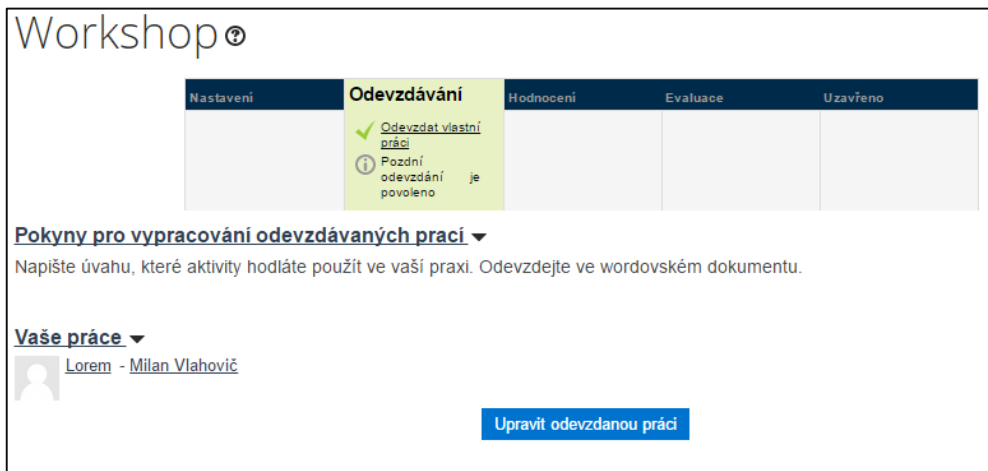 Workshop
Nastavení
Odevzdávání
Hodnocení
Evaluace
Uzavřeno
Odevzdat vlastní
práci
Pozdní
odevzdání je
povoleno
Pokyny pro vypracování odevzdávaných prací
Napište úvahu, které aktivity hodláte použít ve vaší praxi. Odevzdejte ve wordovském dokumentu.
Vaše práce
Lorem - Milan Vlahovič
Upravit odevzdanou práci